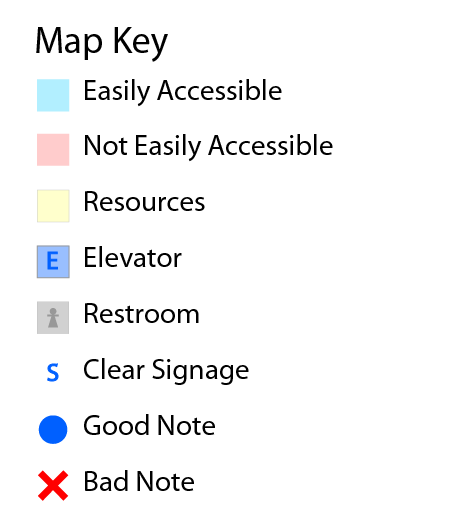 Map Key
Easily Accessible
Not Easily Accessible
Resources
E Elevator
Restroom
S Clear Signage
Good Note
Bad Note